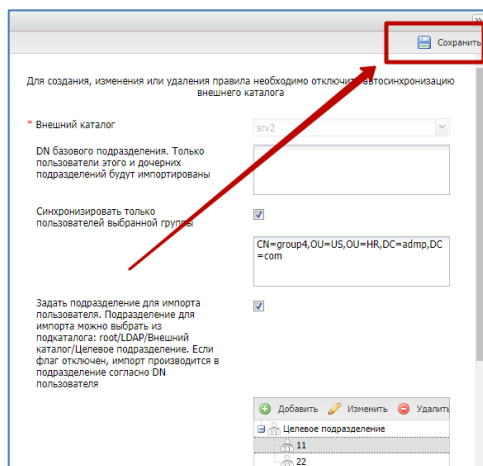 Сохранить
Для создания, изменения или удаления правила необходимо отключить автосинхронизацию
внешнего каталога
* Внешний каталог
srv2
DN базового подразделения. Только
пользователи этого и дочерних
подразделений будут импортированы
Синхронизировать только
пользователей выбранной группы
CN=group4,OU=US,OU=HR,DC=admp,DC
=com
Задать подразделение для импорта
пользователя. Подразделение для
импорта можно выбрать из
подкаталога: root/LDAP/Внешний
каталог/Целевое подразделение. Если
флаг отключен, импорт производится в
подразделение согласно DN
пользователя
Добавить Изменить Удалить
Целевое подразделение
11
22